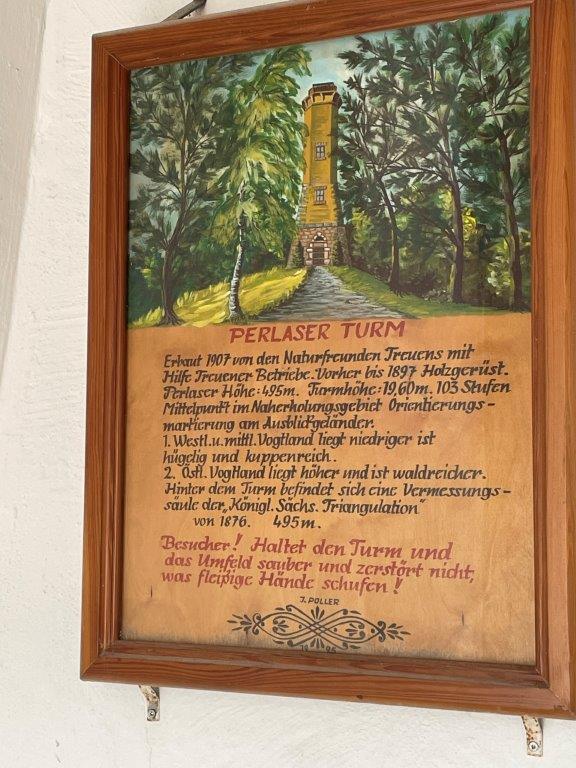 PERLASER TURM
Erbaut 1907 von den Naturfreunden Treuens mit
Hilfe Treuener Betriebe. Vorher bis 1897 Holzgerüst.
Perlaser Höhe: 495m. Turmhöhe: 19,60m. 103 Stufen
Mittelpunkt im Naherholungsgebiet Orientierungs-
markierung am Ausblickgeländer.
1. Westl. u. mittl. Vogtland liegt niedriger ist
hügelig und kuppenreich.
2. Östl. Vogtland liegt höher und ist waldreicher.
Hinter dem Turm befindet sich eine Vermessungs-
säule der „Königl. Sächs. Triangulation"
von 1876. 495m.
Besucher! Haltet den Turm und
das Umfeld sauber und zerstört nicht,
was fleißige Hände schufen!
J. POLLER